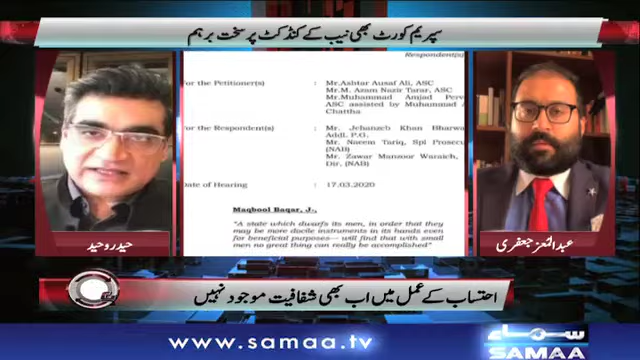 سپریم کورٹ بھی نیب کے کنڈکٹ پر سخت برہم
Respondent(s)
For the Petitioner(s) : Mr.Ashtar Ausaf Ali, ASC
Mr.M. Azam Nazir Tarar, ASC
Mr.Muhammad Amjad Perv
ASC assisted by Muhammad A
Chattha
For the Respondent(s) : Mr. Jehanzeb Khan Bharwa
Addl. P.G.
Mr. Naeem Tariq, Spl Prosecu
(NAB)
Mr. Zawar Manzoor Waraich,
Dir, (NAB)
Date of Hearing : 17.03.2020
Maqbool Baqar, J-,
"A state which dwarfs its men, in order that they
may be more docile instruments in its hands even
for beneficial purposes— will find that with small
men no great thing can really be accomplished"
حیدر وحید
عبدالمعز جعفری
احتساب کے عمل میں اب بھی شفافیت موجود نہیں
www.samaa.tv
سماء
SAMAA